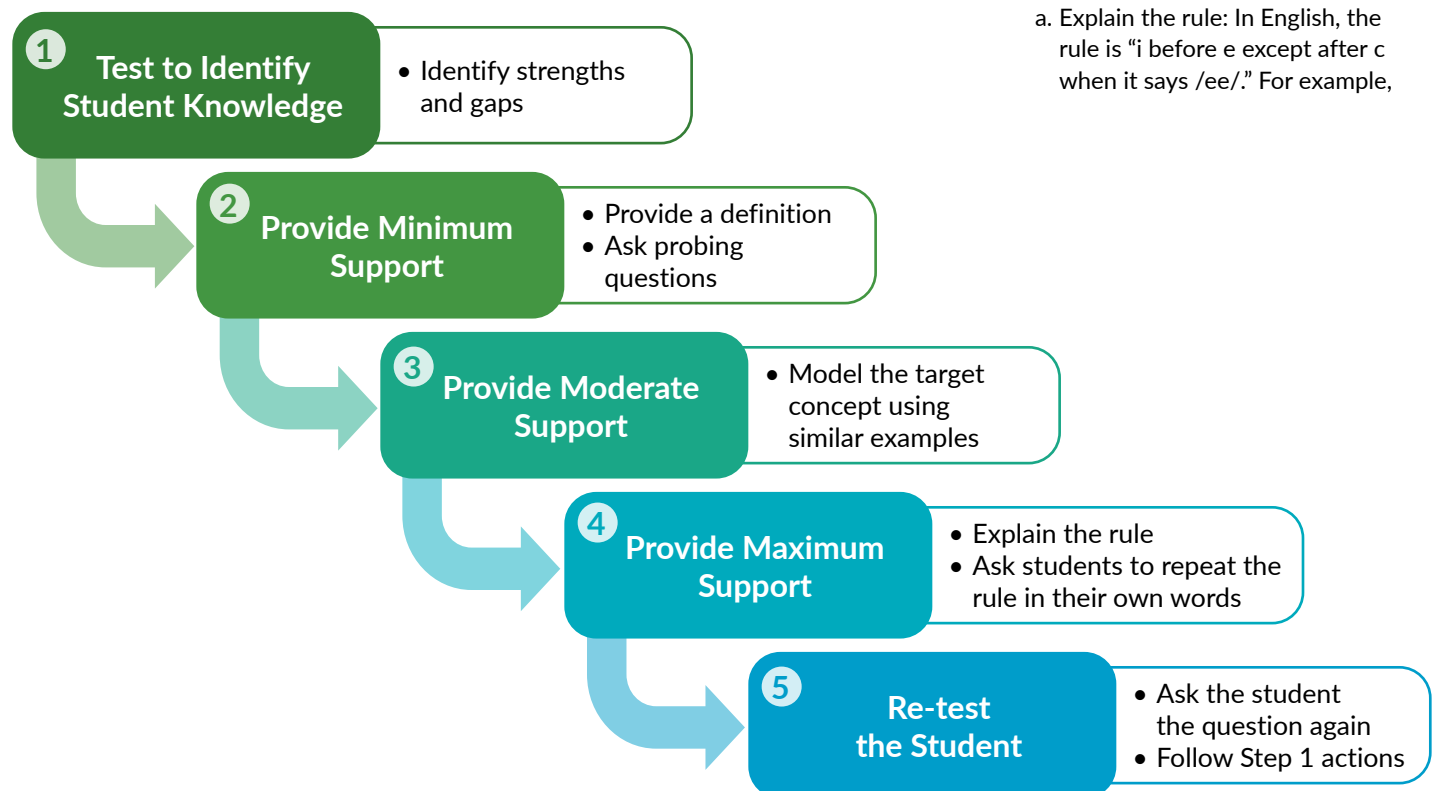 1
Test to Identify
Student Knowledge
• Identify strengths
and gaps
a. Explain the rule: In English, the
rule is “i before e except after c
when it says /ee/.” For example,
2
Provide Minimum
Support
• Provide a definition
• Ask probing
questions
3
Provide Moderate
Support
• Model the target
concept using
similar examples
4
Provide Maximum
Support
• Explain the rule
• Ask students to repeat the
rule in their own words
5
Re-test
the Student
• Ask the student
the question again
• Follow Step 1 actions